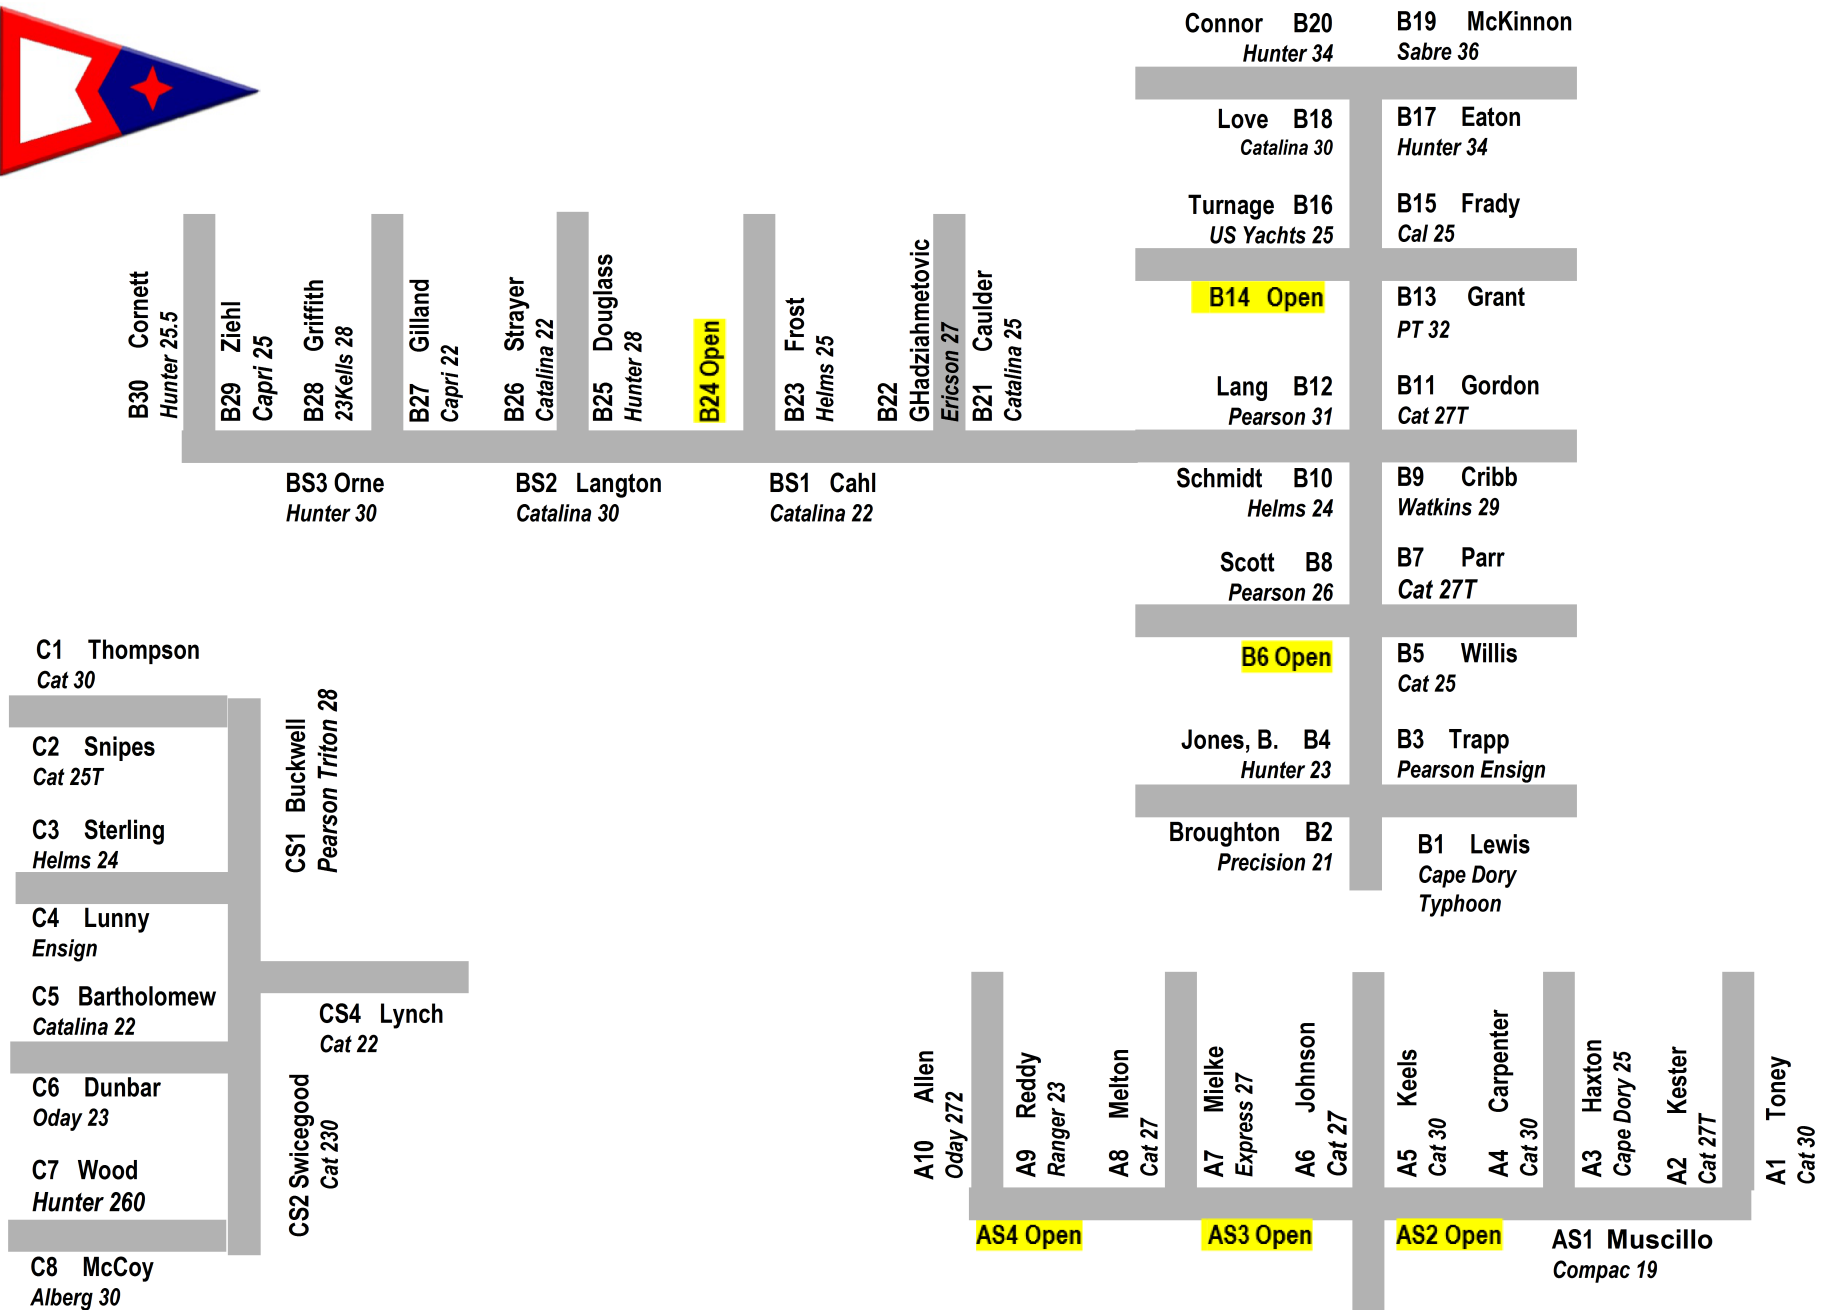 Connor B20
Hunter 34
B19 McKinnon
Sabre 36
Love B18
Catalina 30
B17 Eaton
Hunter 34
Turnage B16
US Yachts 25
B15 Frady
Cal 25
B14 Open
B13 Grant
PT 32
Lang B12
Pearson 31
B11 Gordon
Cat 27T
Schmidt B10
Helms 24
B9 Cribb
Watkins 29
Scott B8
Pearson 26
B7 Parr
Cat 27T
B6 Open
B5 Willis
Cat 25
Jones, B. B4
Hunter 23
B3 Trapp
Pearson Ensign
Broughton B2
Precision 21
B1 Lewis
Cape Dory
Typhoon
B30 Cornett
Hunter 25.5
B29 Ziehl
Capri 25
B28 Griffith
23Kells 28
B27 Gilland
Capri 22
B26 Strayer
Catalina 22
B25 Douglass
Hunter 28
B24 Open
B23 Frost
Helms 25
B22
GHadziahmetovic
Ericson 27
B21 Caulder
Catalina 25
BS3 Orne
Hunter 30
BS2 Langton
Catalina 30
BS1 Cahl
Catalina 22
C1 Thompson
Cat 30
C2 Snipes
Cat 25T
C3 Sterling
Helms 24
C4 Lunny
Ensign
C5 Bartholomew
Catalina 22
C6 Dunbar
Oday 23
C7 Wood
Hunter 260
C8 McCoy
Alberg 30
CS1 Buckwell
Pearson Triton 28
CS4 Lynch
Cat 22
CS2 Swicegood
Cat 230
A10 Allen
Oday 272
A9 Reddy
Ranger 23
A8 Melton
Cat 27
A7 Mielke
Express 27
A6 Johnson
Cat 27
A5 Keels
Cat 30
A4 Carpenter
Cat 30
A3 Haxton
Cape Dory 25
A2 Kester
Cat 27T
A1 Toney
Cat 30
AS4 Open
AS3 Open
AS2 Open
AS1 Muscillo
Compac 19